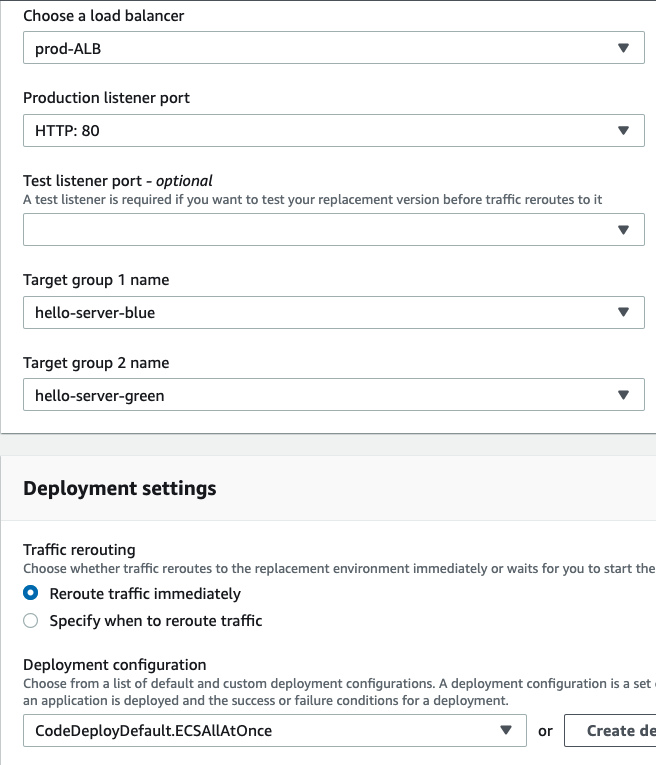 Choose a load balancer
prod-ALB
Production listener port
HTTP: 80
Test listener port - optional
A test listener is required if you want to test your replacement version before traffic reroutes to it
Target group 1 name
hello-server-blue
Target group 2 name
hello-server-green
Deployment settings
Traffic rerouting
Choose whether traffic reroutes to the replacement environment immediately or waits for you to start the
Reroute traffic immediately
Specify when to reroute traffic
Deployment configuration
Choose from a list of default and custom deployment configurations. A deployment configuration is a set
an application is deployed and the success or failure conditions for a deployment.
CodeDeployDefault.ECSAllAtOnce or Create de